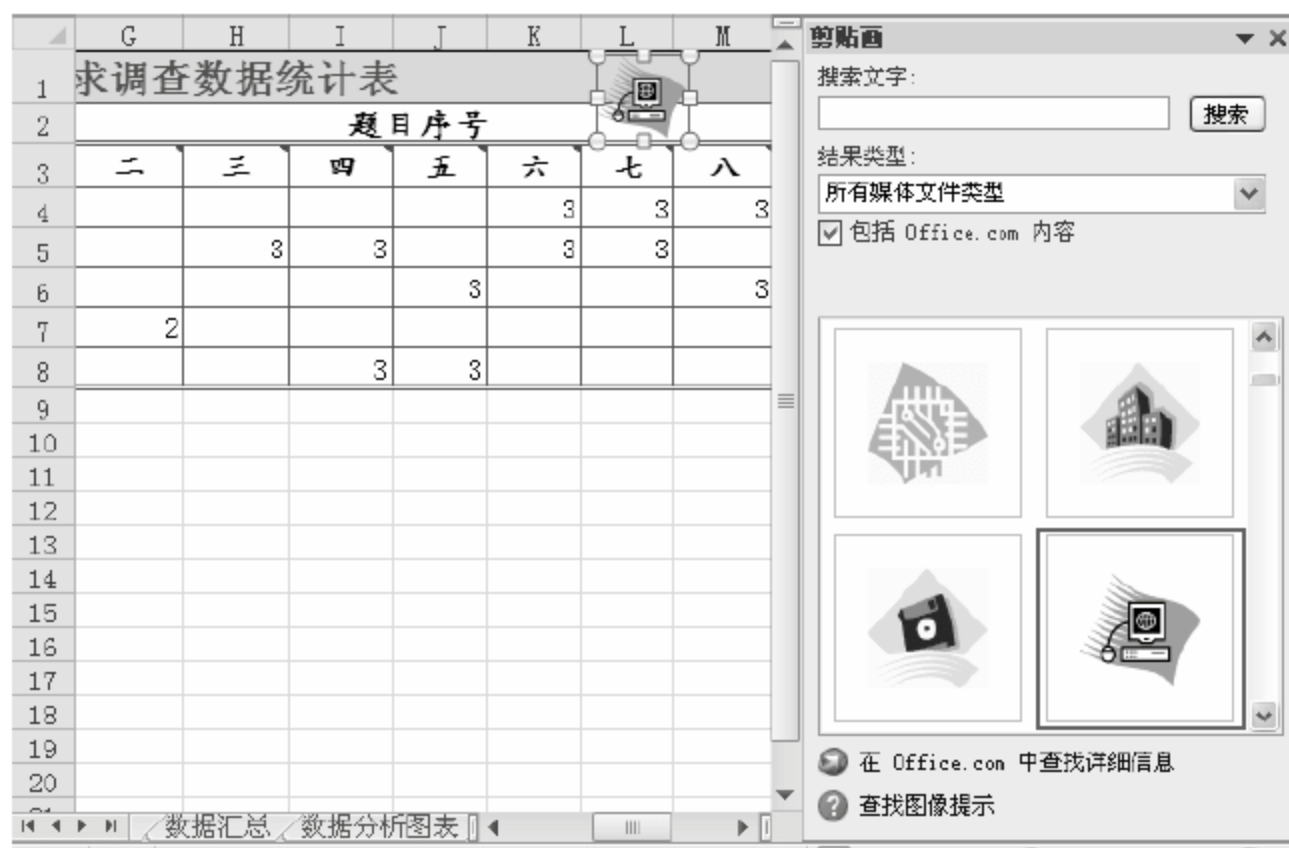 G H I J K L M
1 求调查数据统计表
2 题目序号
3 二 三 四 五 六 七 八
4 3 3 3
5 3 3 3 3
6 3 3
7 2
8 3 3
9
10
11
12
13
14
15
16
17
18
19
20
数据汇总 数据分析图表
剪贴画
搜索文字:
搜索
结果类型:
所有媒体文件类型
包括 Office.com 内容
在 Office.com 中查找详细信息
查找图像提示